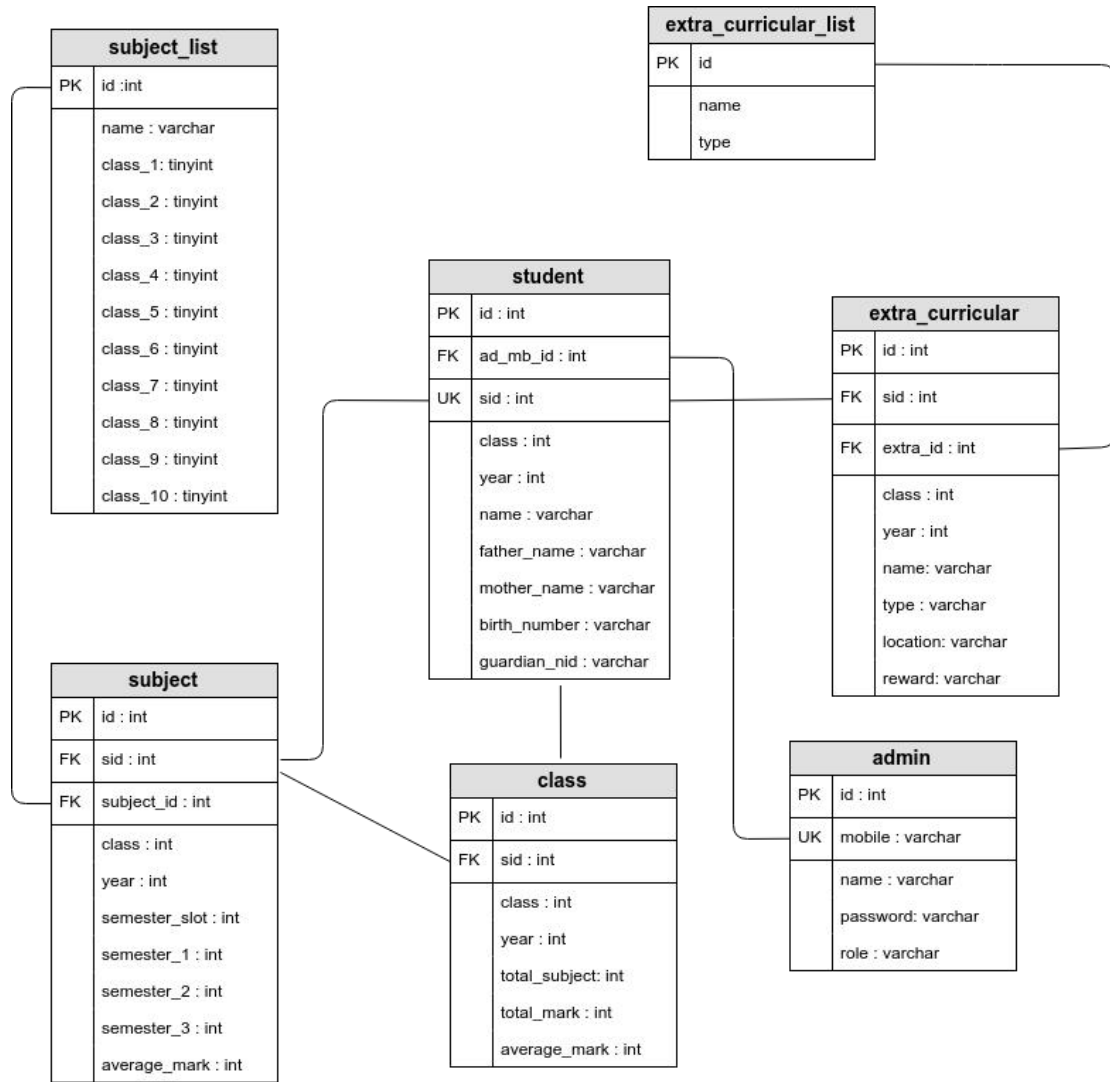 subject_list
PK id :int
name : varchar
class_1: tinyint
class_2 : tinyint
class_3 : tinyint
class_4 : tinyint
class_5 : tinyint
class_6 : tinyint
class_7 : tinyint
class_8 : tinyint
class_9 : tinyint
class_10 : tinyint
extra_curricular_list
PK id
name
type
student
PK id : int
FK ad_mb_id : int
UK sid : int
class : int
year : int
name : varchar
father_name : varchar
mother_name : varchar
birth_number : varchar
guardian_nid : varchar
extra_curricular
PK id : int
FK sid : int
FK extra_id : int
class : int
year : int
name: varchar
type : varchar
location: varchar
reward: varchar
subject
PK id : int
FK sid : int
FK subject_id : int
class : int
year : int
semester_slot : int
semester_1 : int
semester_2 : int
semester_3 : int
average_mark : int
class
PK id : int
FK sid : int
class : int
year : int
total_subject: int
total_mark : int
average_mark : int
admin
PK id : int
UK mobile : varchar
name : varchar
password: varchar
role : varchar